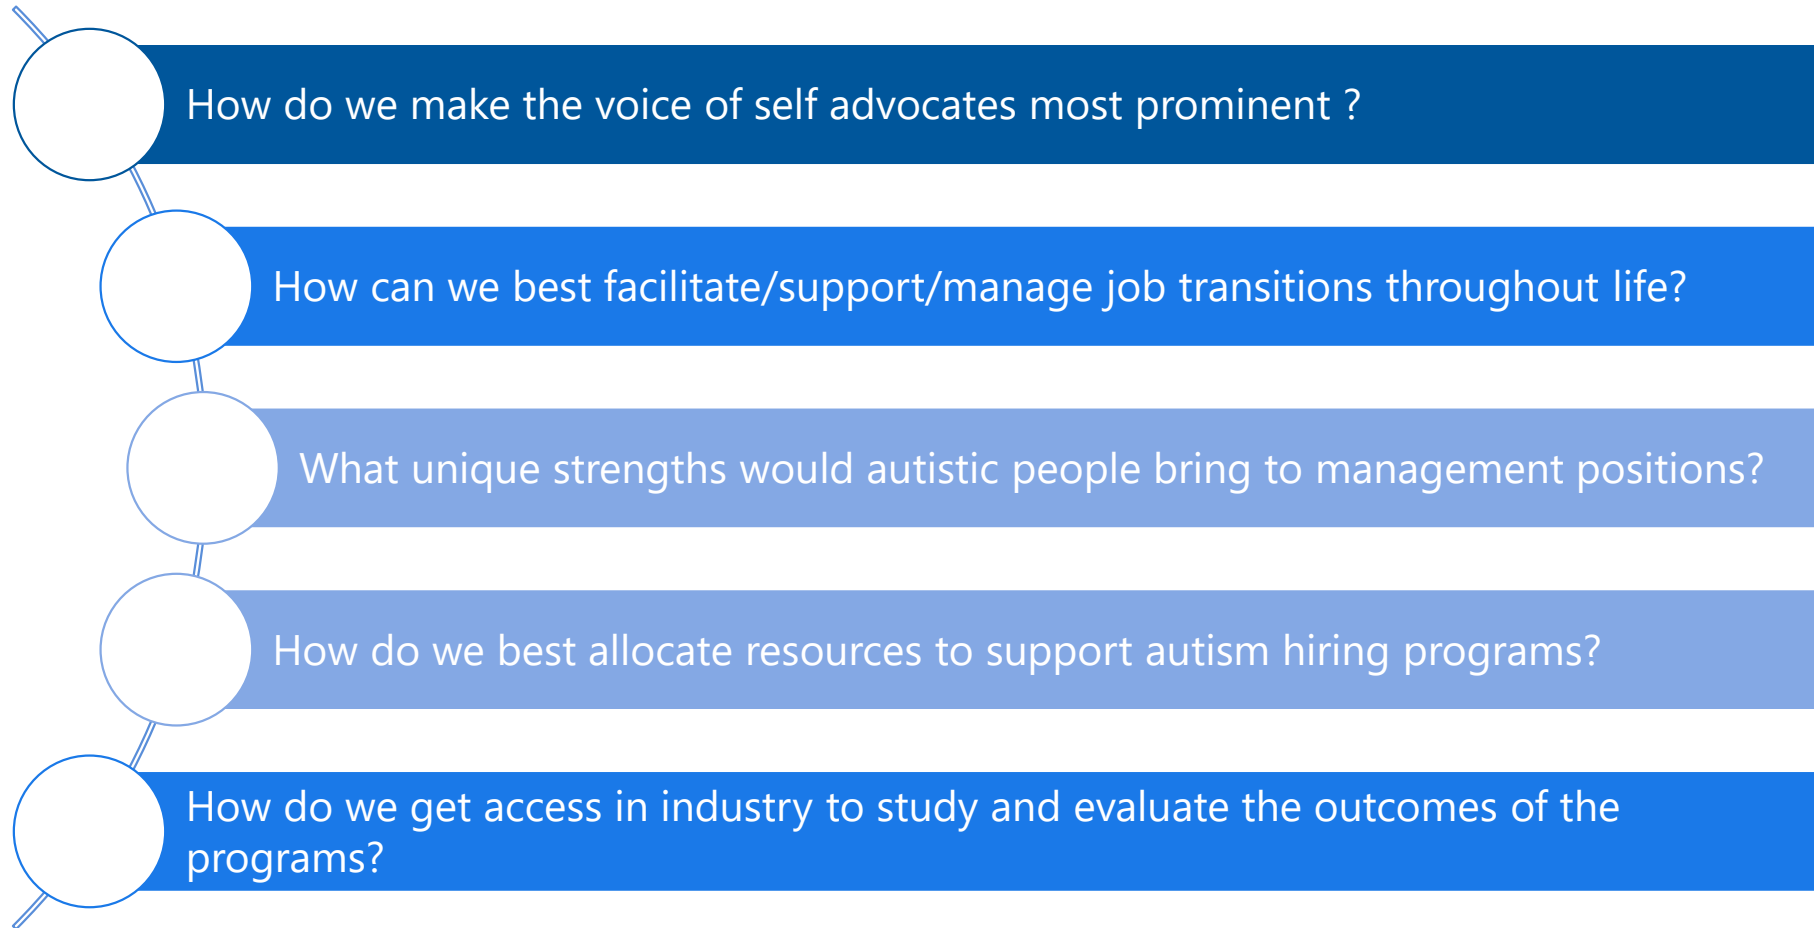 How do we make the voice of self advocates most prominent ?
How can we best facilitate/support/manage job transitions throughout life?
What unique strengths would autistic people bring to management positions?
How do we best allocate resources to support autism hiring programs?
How do we get access in industry to study and evaluate the outcomes of the
programs?